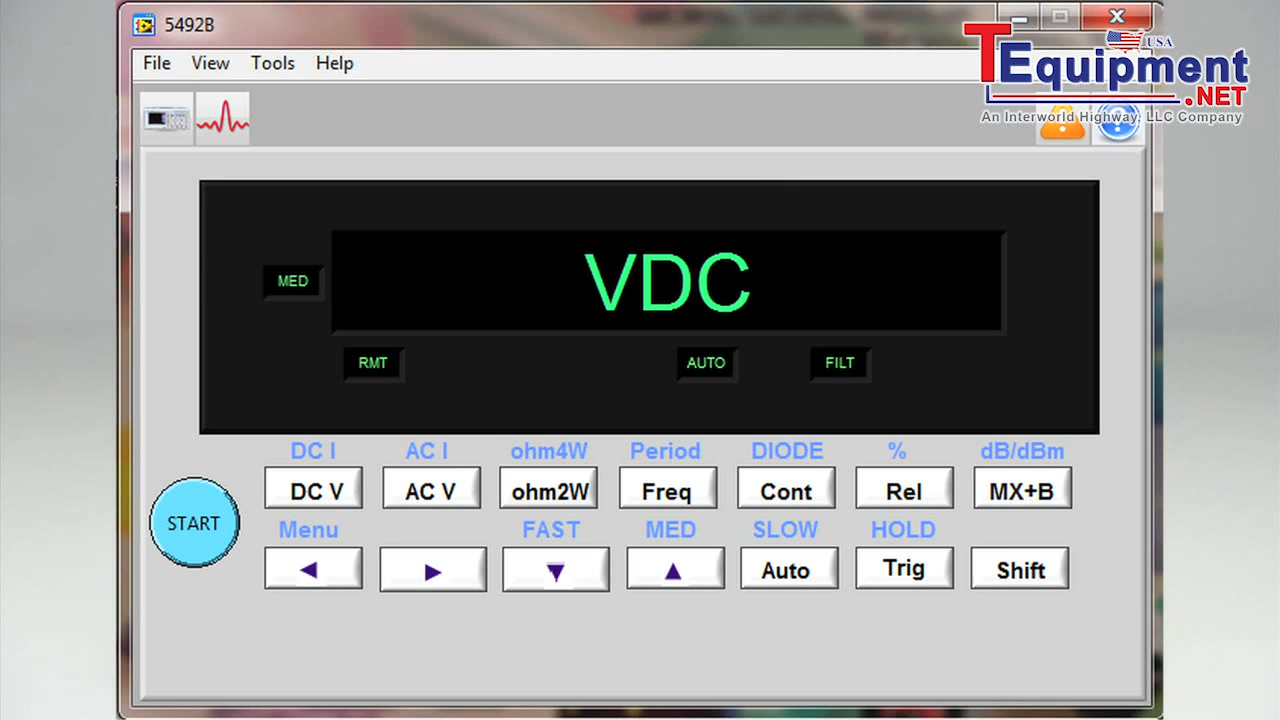 5492B
TEquipment
USA
.NET
An Interworld Highway, LLC Company
File View Tools Help
MED
VDC
RMT AUTO FILT
DC I AC I ohm4W Period DIODE % dB/dBm
DC V AC V ohm2W Freq Cont Rel MX+B
START
Menu FAST MED SLOW HOLD
Auto Trig Shift